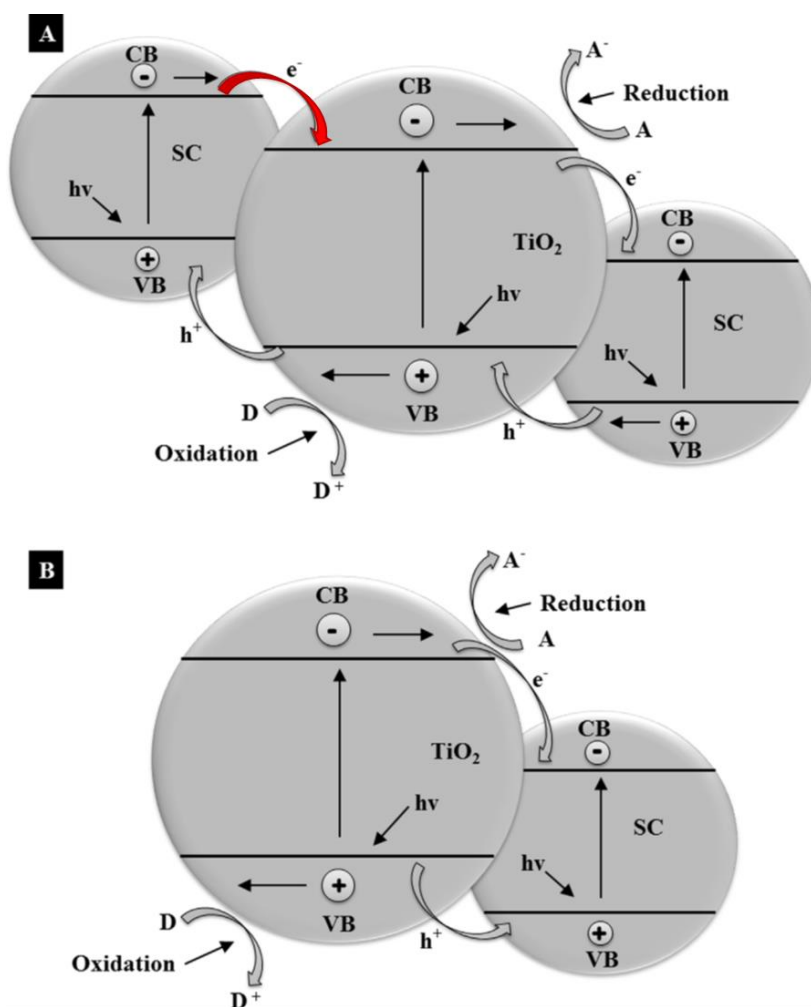 A
CB
-
e-
SC
hv
+
VB
h+
CB
-
TiO2
hv
+
VB
A-
Reduction
A
e-
CB
-
SC
hv
+
VB
h+
D
Oxidation
D+
B
CB
-
TiO2
hv
+
VB
A-
Reduction
A
e-
CB
-
SC
hv
+
VB
h+
D
Oxidation
D+